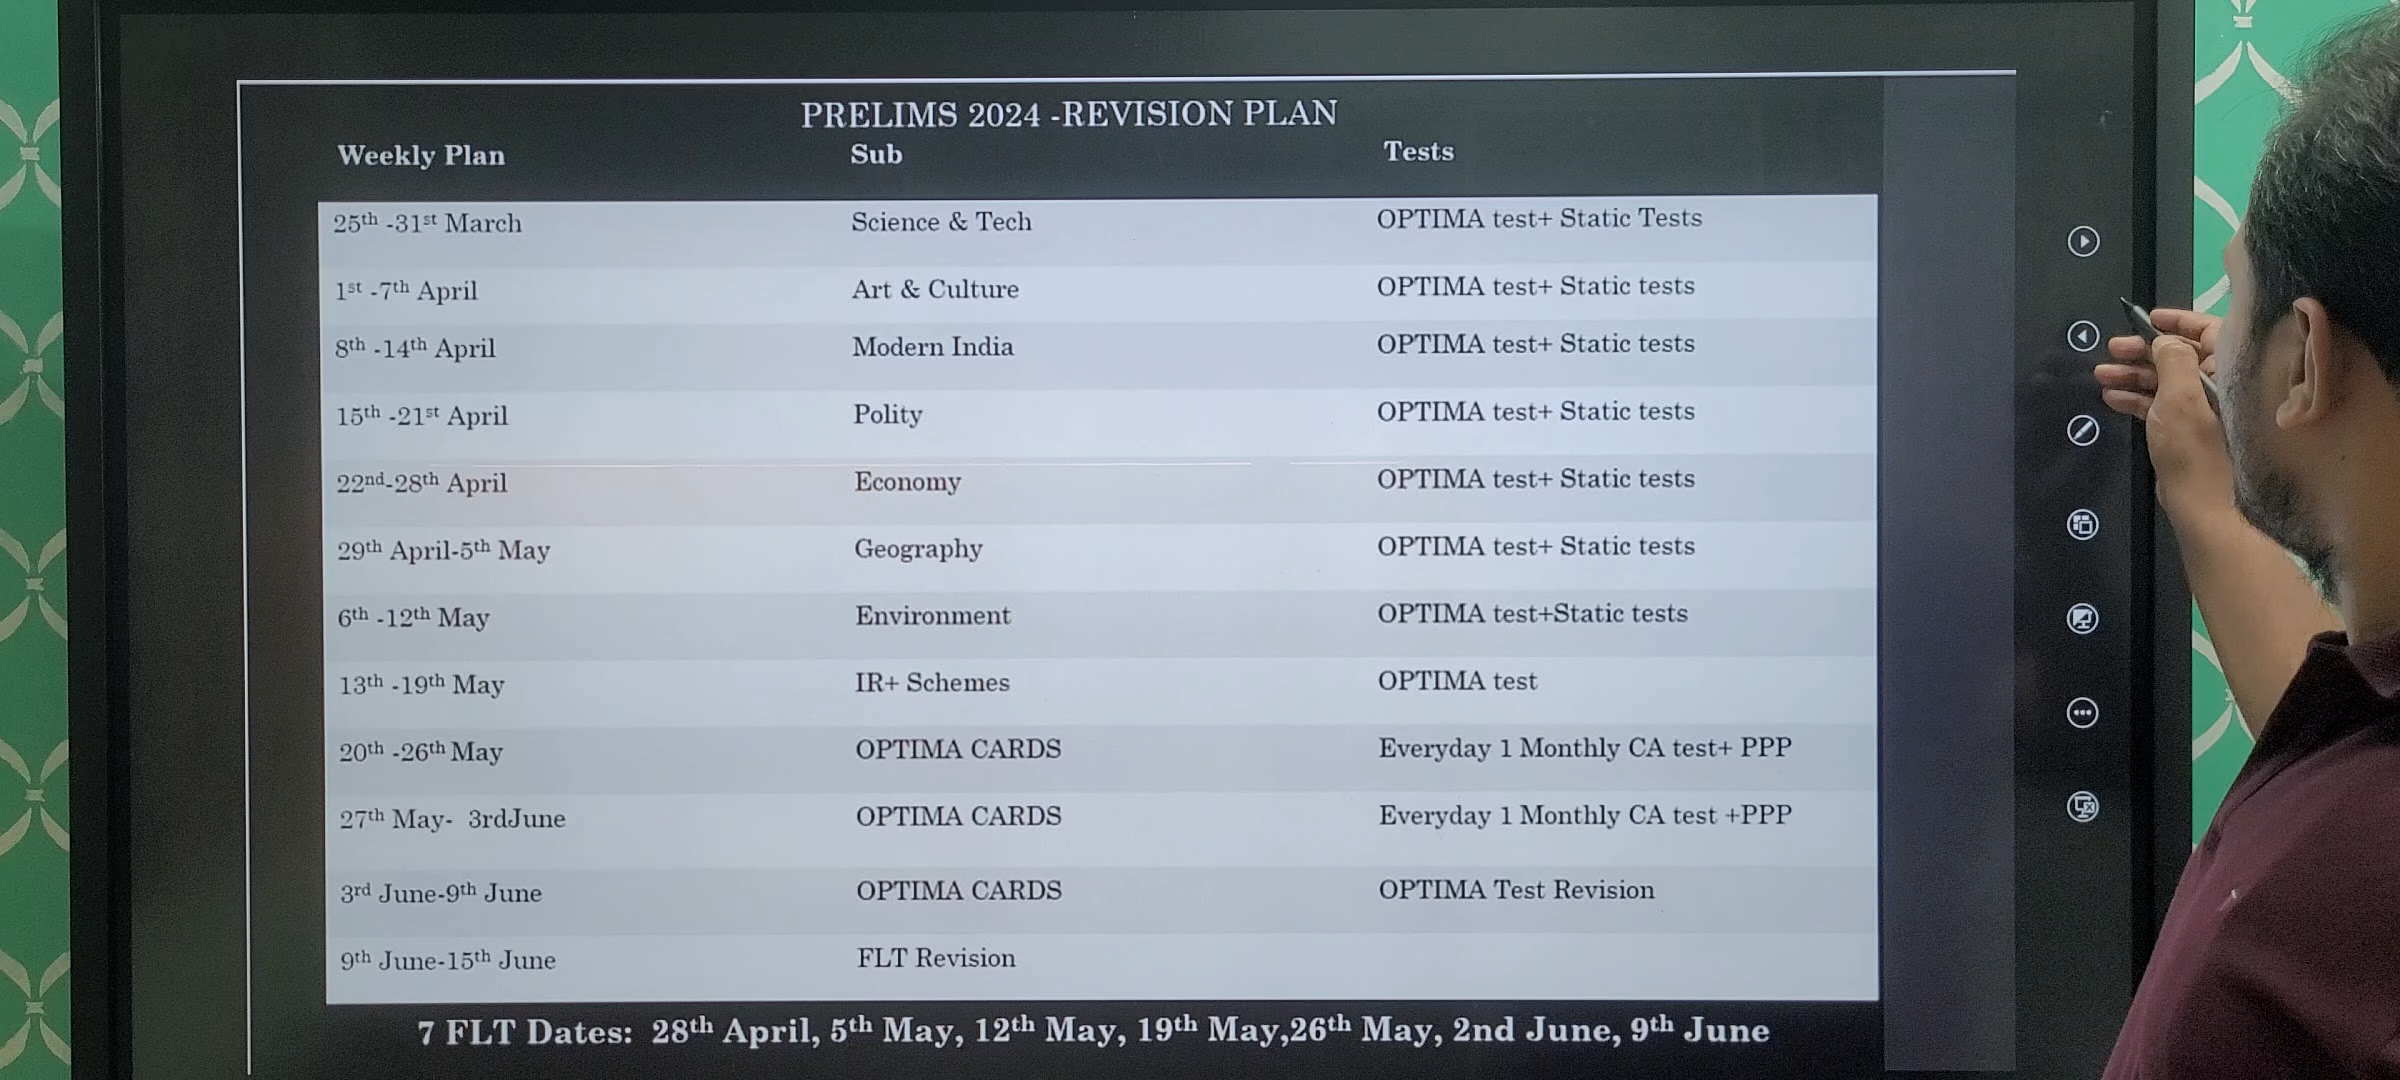 PRELIMS 2024 -REVISION PLAN
Weekly Plan Sub Tests
25th -31st March Science & Tech OPTIMA test+ Static Tests
1st -7th April Art & Culture OPTIMA test+ Static tests
8th -14th April Modern India OPTIMA test+ Static tests
15th -21st April Polity OPTIMA test+ Static tests
22nd-28th April Economy OPTIMA test+ Static tests
29th April-5th May Geography OPTIMA test+ Static tests
6th -12th May Environment OPTIMA test+Static tests
13th -19th May IR+ Schemes OPTIMA test
20th -26th May OPTIMA CARDS Everyday 1 Monthly CA test+ PPP
27th May- 3rdJune OPTIMA CARDS Everyday 1 Monthly CA test +PPP
3rd June-9th June OPTIMA CARDS OPTIMA Test Revision
9th June-15th June FLT Revision
7 FLT Dates: 28th April, 5th May, 12th May, 19th May,26th May, 2nd June, 9th June